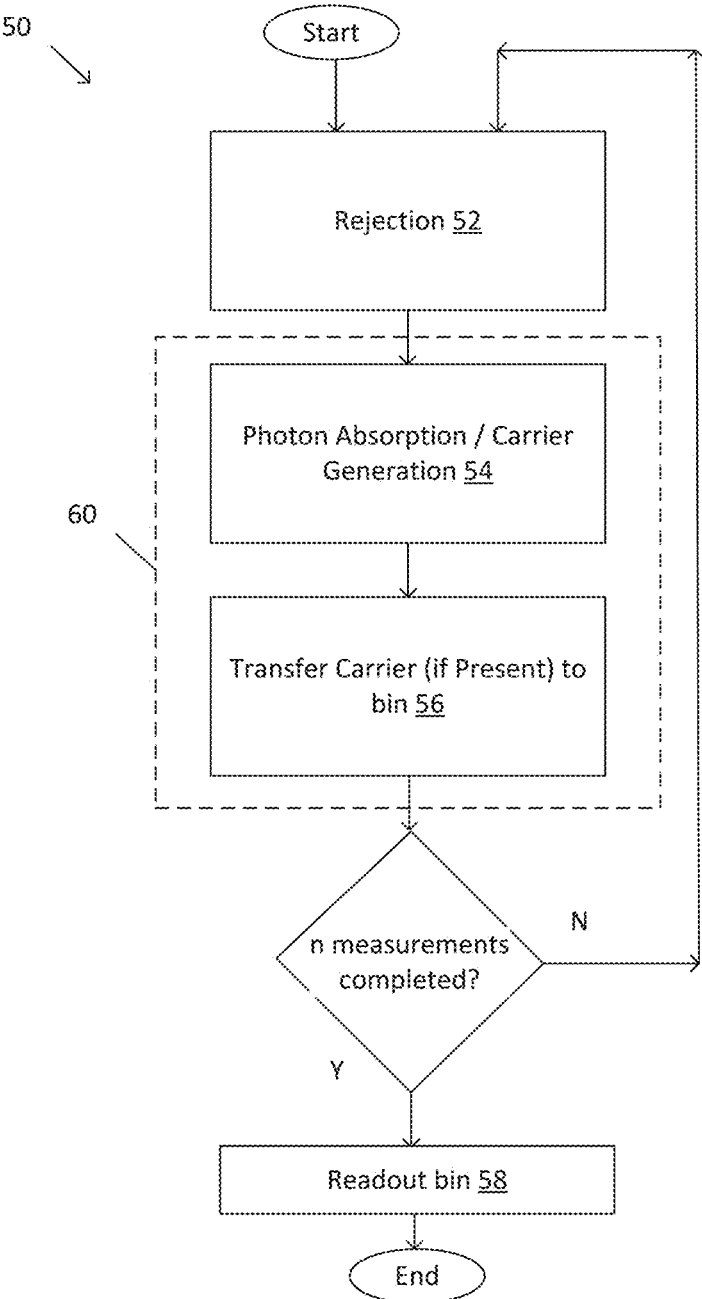 50
Start
Rejection 52
Photon Absorption / Carrier
Generation 54
60
Transfer Carrier (if Present) to
bin 56
n measurements
completed?
N
Y
Readout bin 58
End